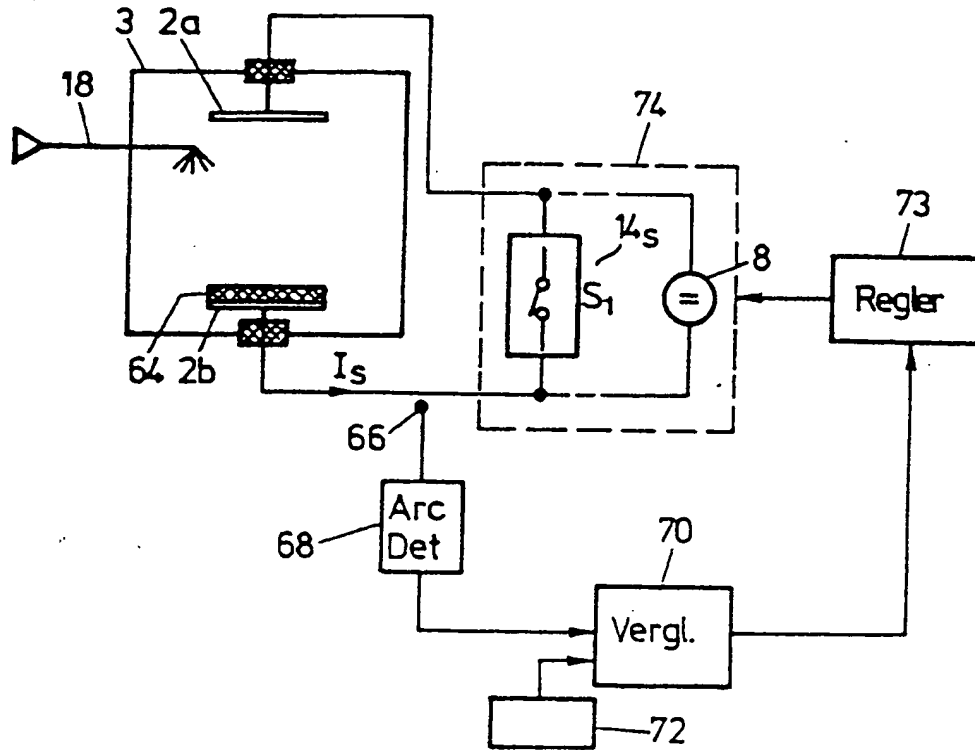 3
2a
18
74
73
14s
8
S1
=
Regler
64
2b
Is
66
Arc
Det
68
70
Vergl.
72